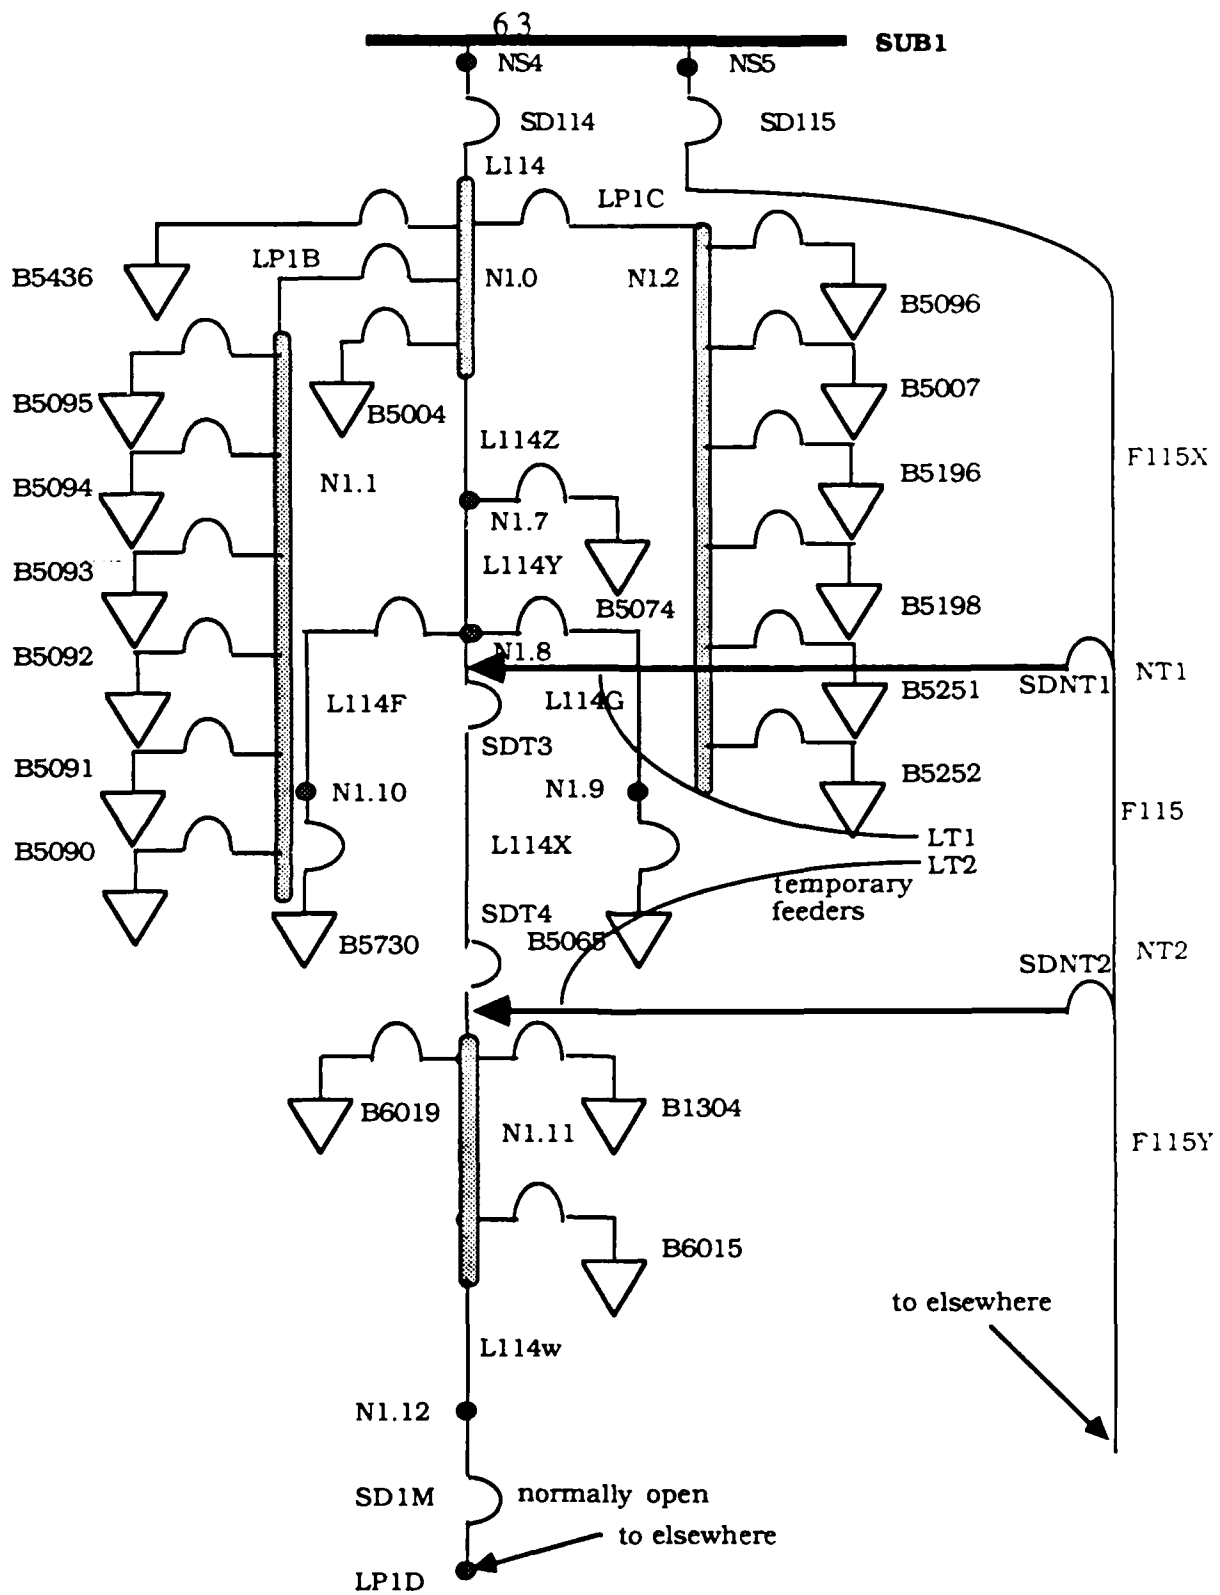 6.3
SUB1
NS4
NS5
SD114
SD115
L114
LP1C
LP1B
B5436
N1.0
N1.2
B5096
B5095
B5004
B5007
L114Z
F115X
N1.1
B5094
B5196
N1.7
L114Y
B5093
B5074
B5198
B5092
N1.8
SDNT1
NT1
L114F
L114G
B5251
SDT3
B5091
B5252
N1.10
N1.9
F115
B5090
L114X
LT1
LT2
temporary
feeders
SDT4
B5730
B5065
SDNT2
NT2
B6019
B1304
N1.11
F115Y
B6015
to elsewhere
L114w
N1.12
SD1M
normally open
to elsewhere
LP1D